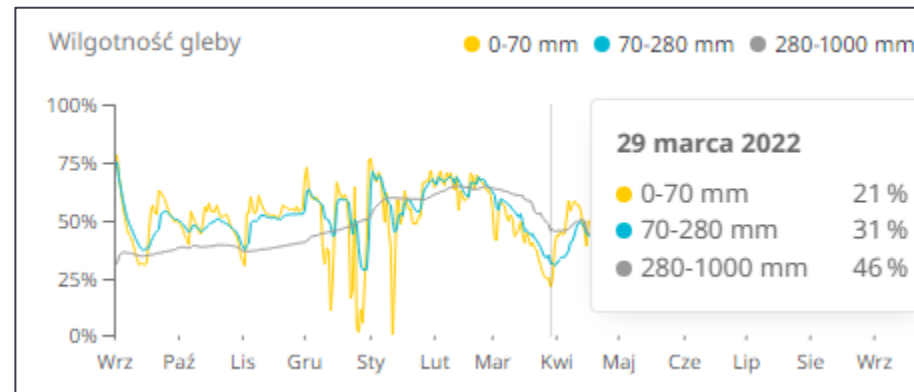 Wilgotność gleby
0-70 mm 70-280 mm 280-1000 mm
100%
75%
50%
25%
0%
29 marca 2022
0-70 mm 21 %
70-280 mm 31 %
280-1000 mm 46 %
Wrz Paź Lis Gru Sty Lut Mar Kwi Maj Cze Lip Sie Wrz